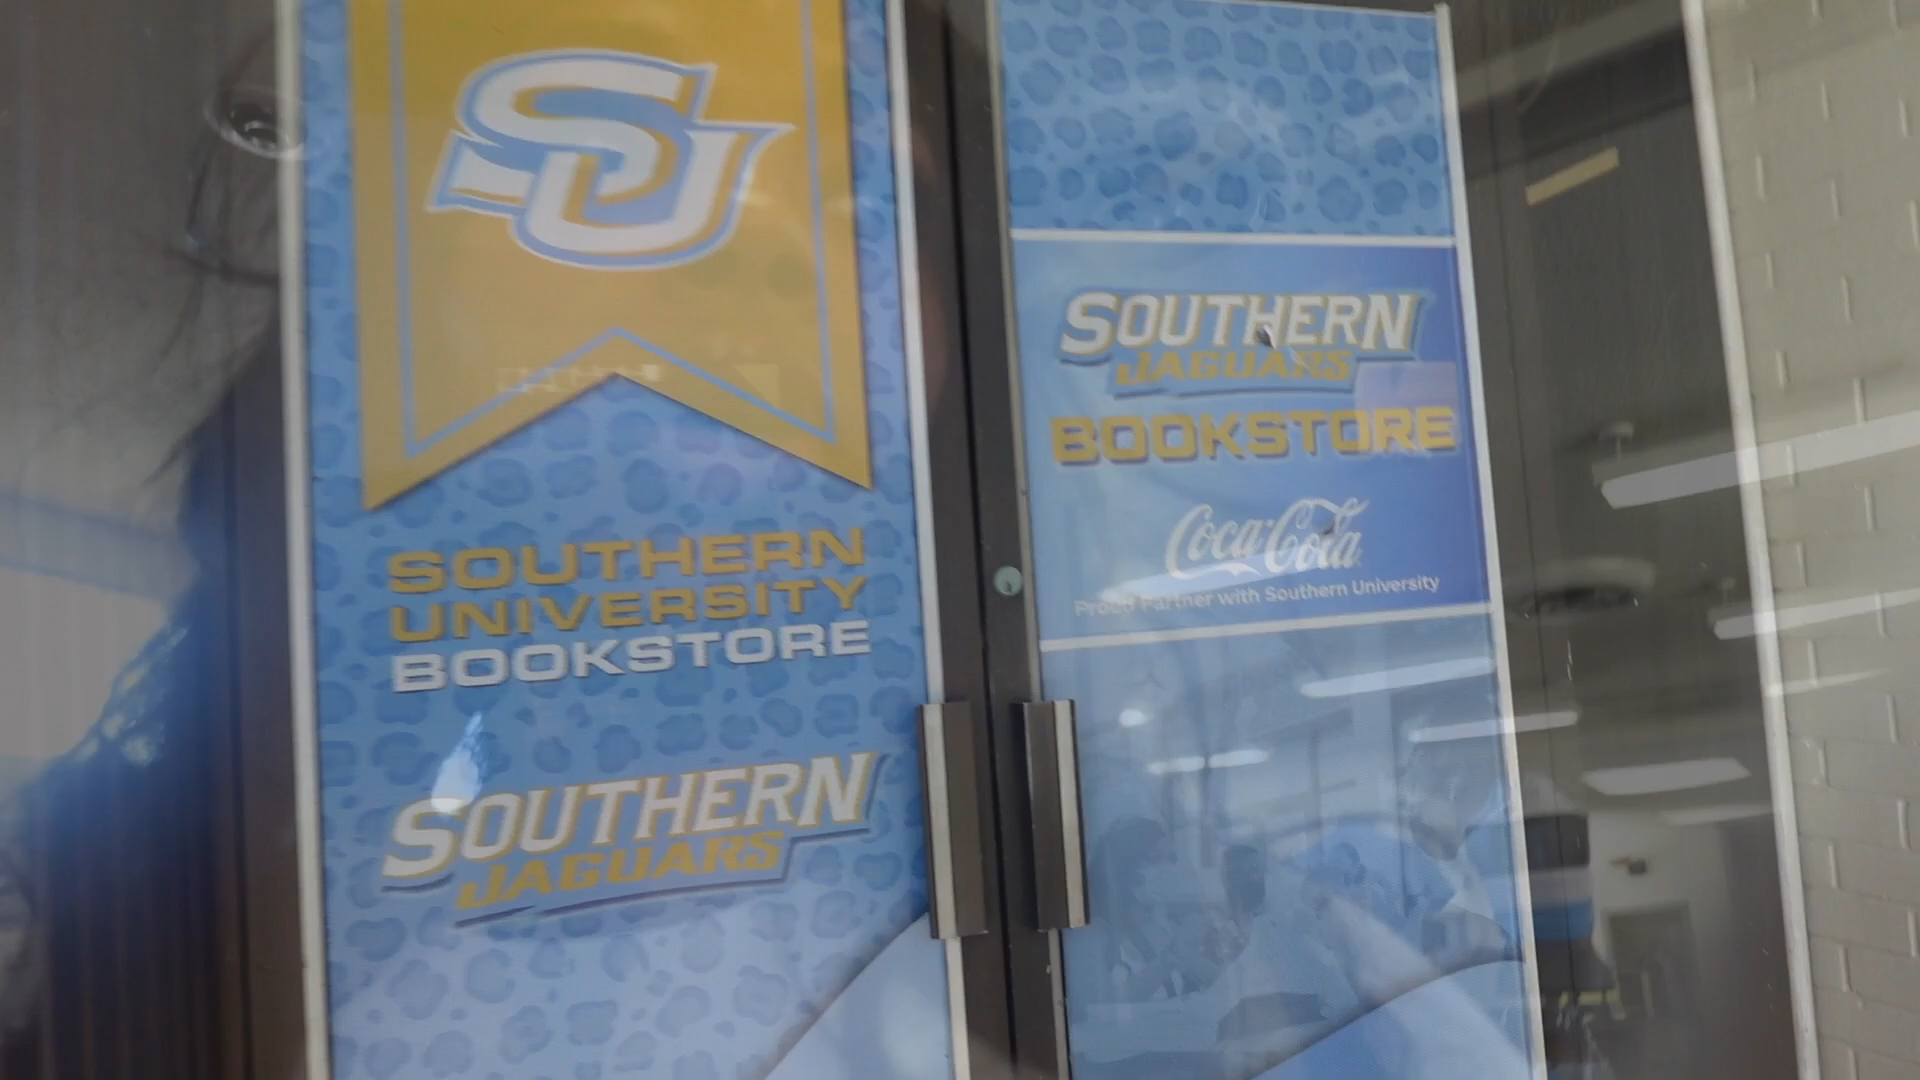 SU
SOUTHERN
UNIVERSITY
BOOKSTORE
SOUTHERN
JAGUARS
SOUTHERN
JAGUARS
BOOKSTORE
Coca-Cola
Proud Partner with Southern University